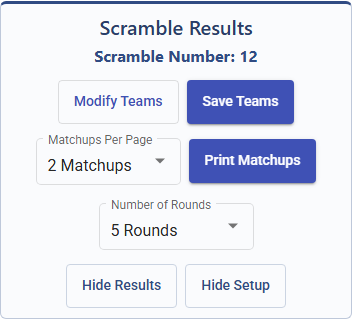 Scramble Results
Scramble Number: 12
Modify Teams
Save Teams
Matchups Per Page
2 Matchups
Print Matchups
Number of Rounds
5 Rounds
Hide Results
Hide Setup